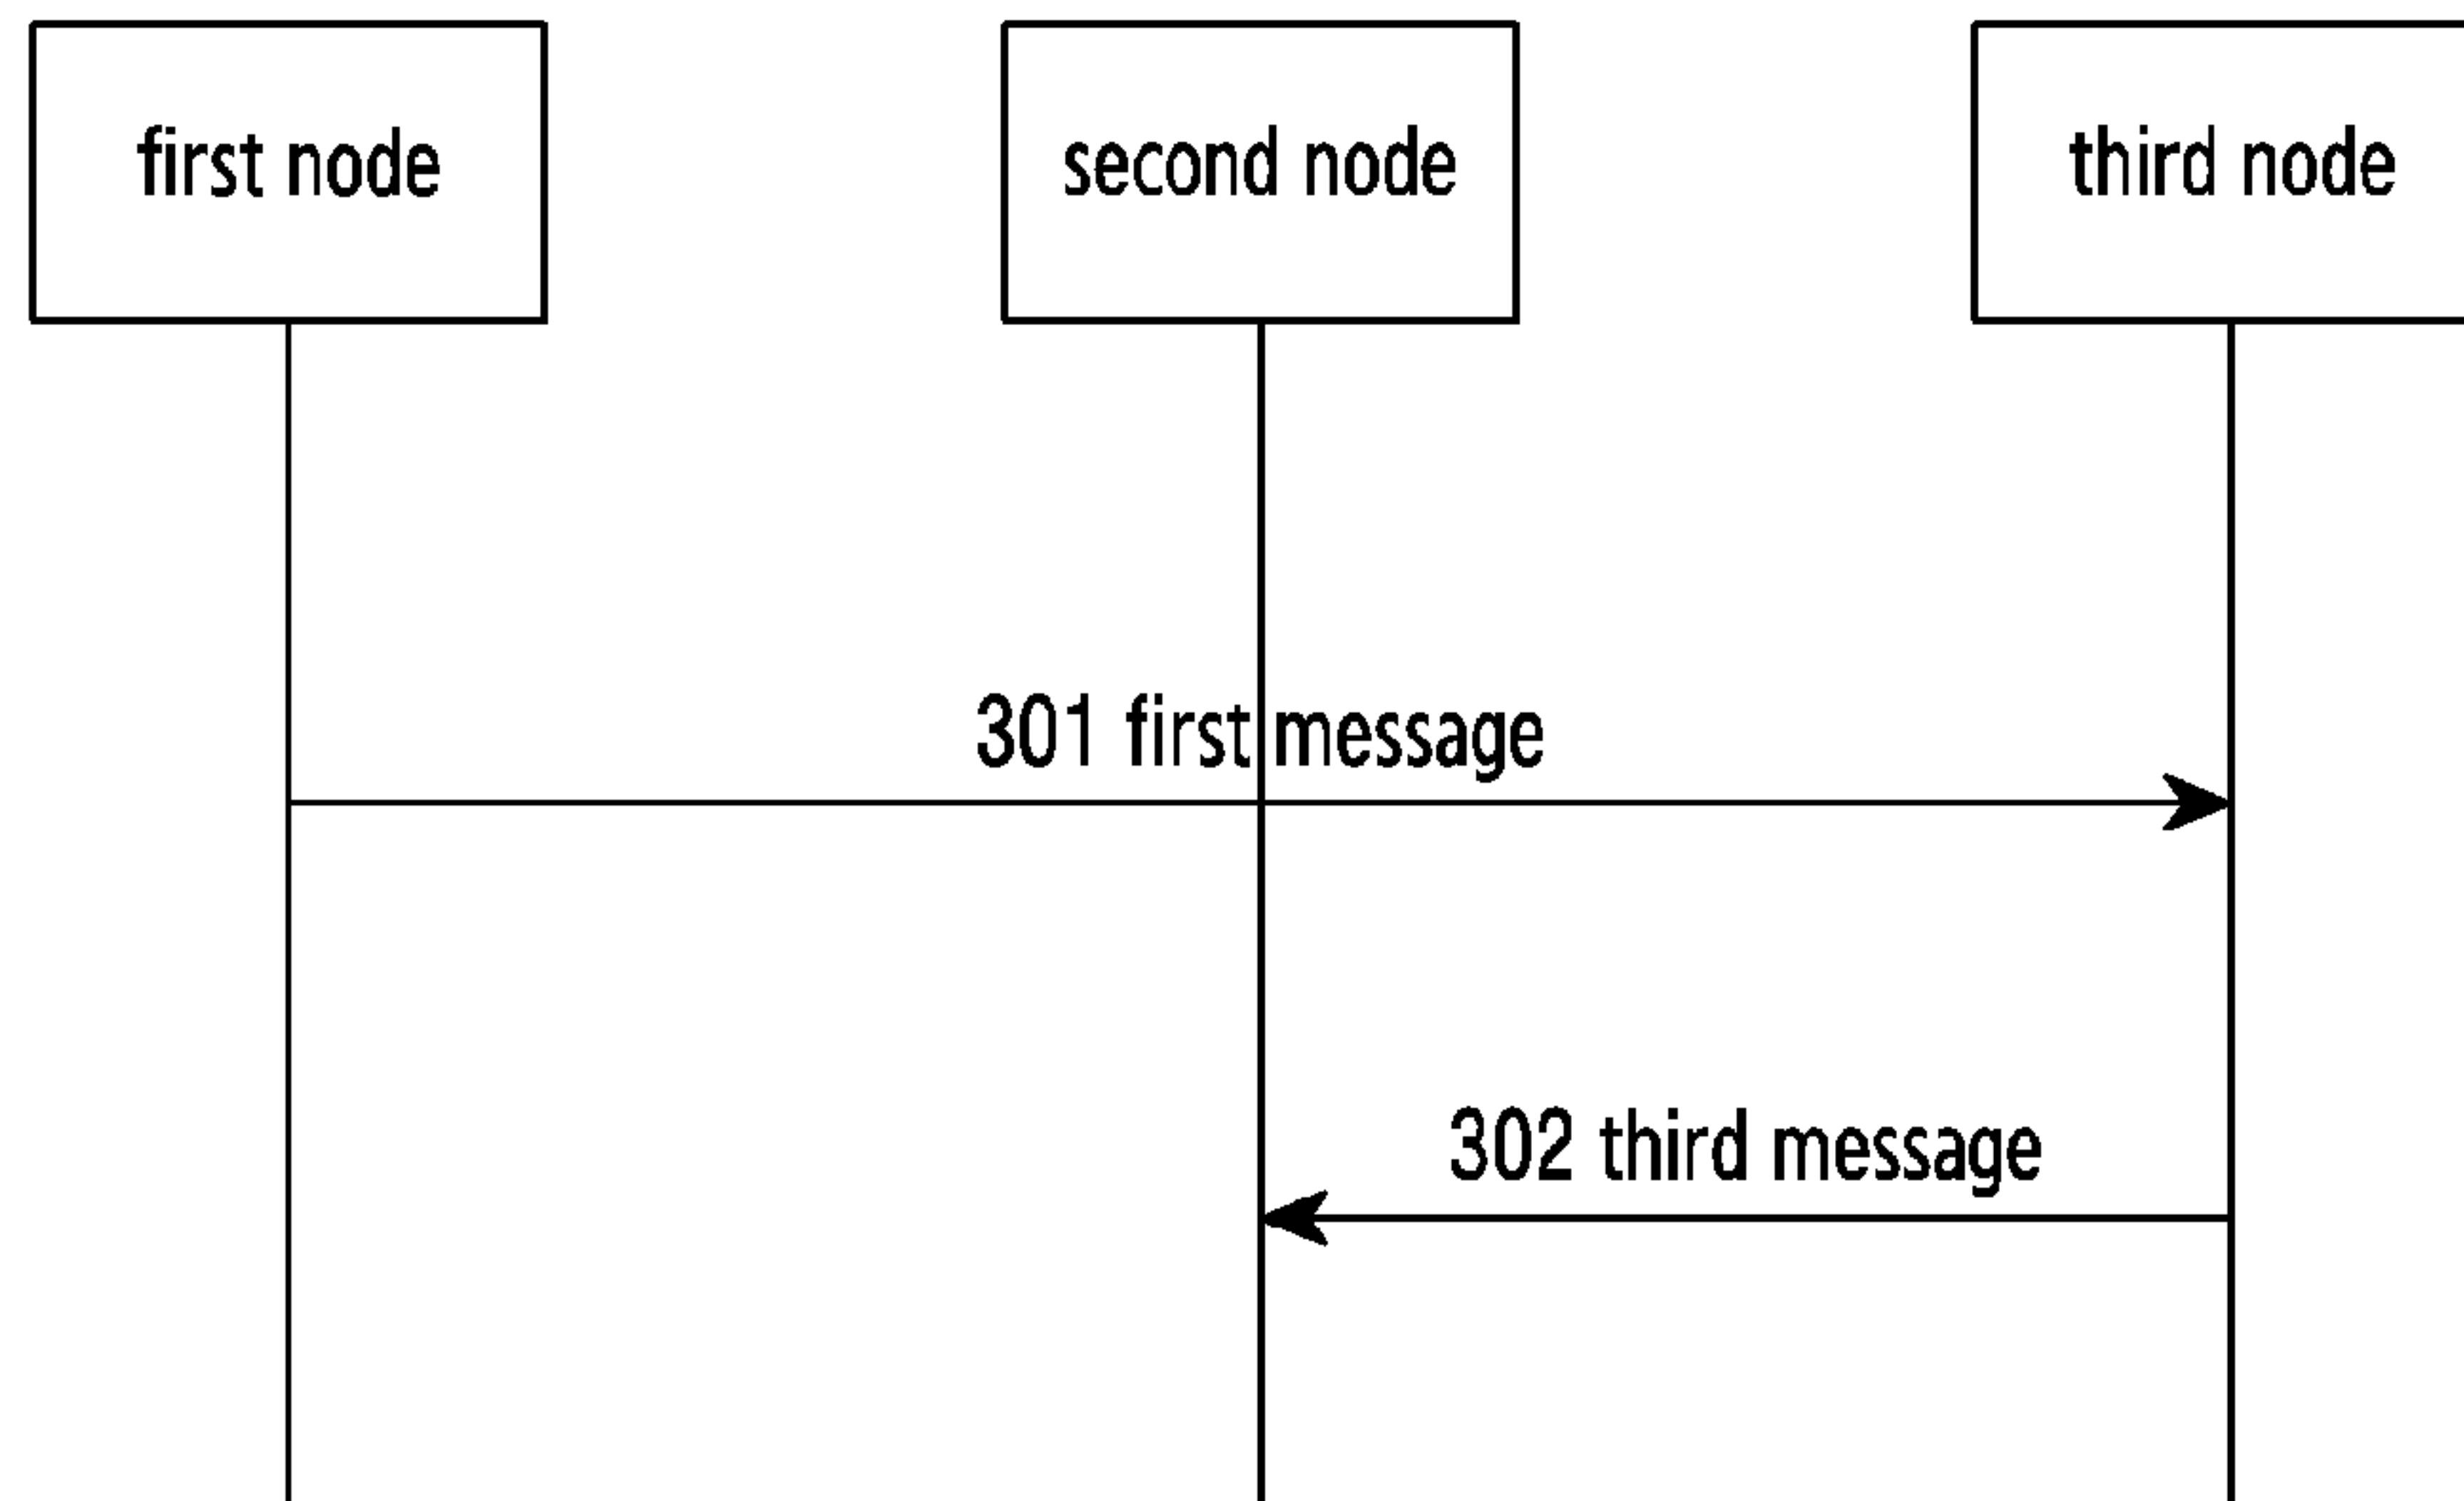 first node
second node
third node
301 first message
302 third message